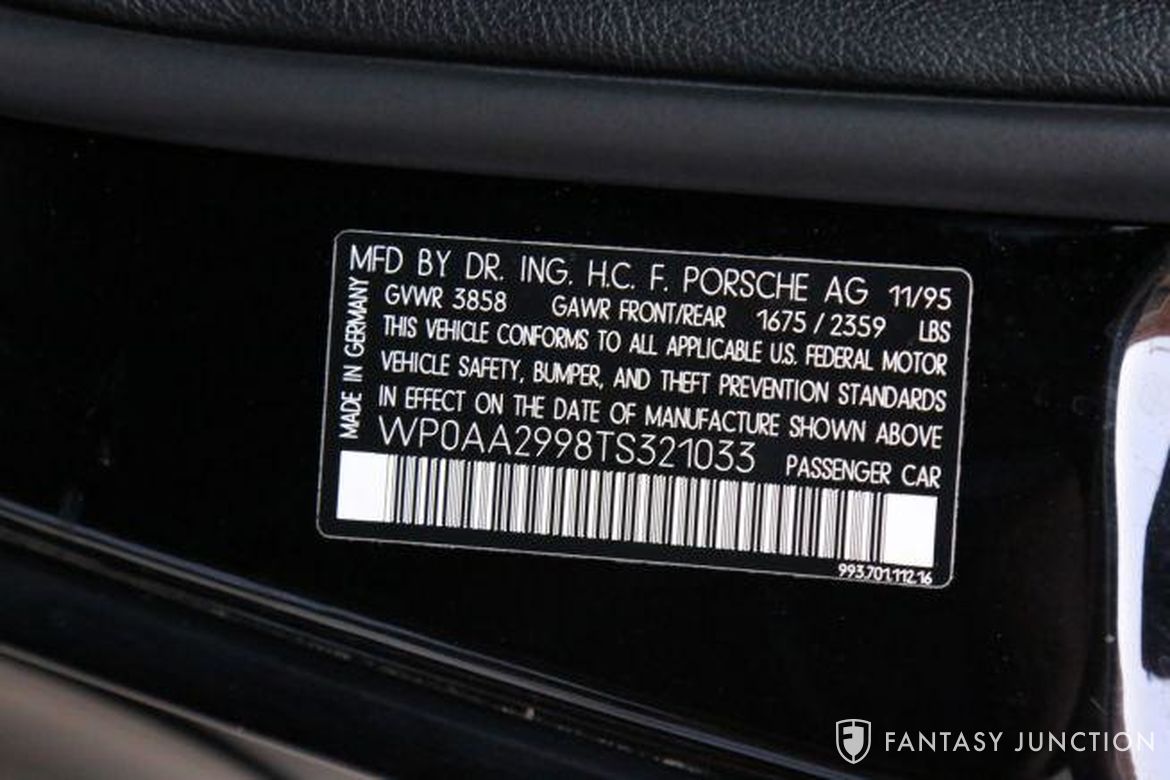 MFD BY DR. ING. H.C. F. PORSCHE AG 11/95
GVWR 3858 GAWR FRONT/REAR 1675 / 2359 LBS
THIS VEHICLE CONFORMS TO ALL APPLICABLE U.S. FEDERAL MOTOR
VEHICLE SAFETY, BUMPER, AND THEFT PREVENTION STANDARDS
IN EFFECT ON THE DATE OF MANUFACTURE SHOWN ABOVE
WP0AA2998TS321033 PASSENGER CAR
MADE IN GERMANY
993.701.112.16
FANTASY JUNCTION